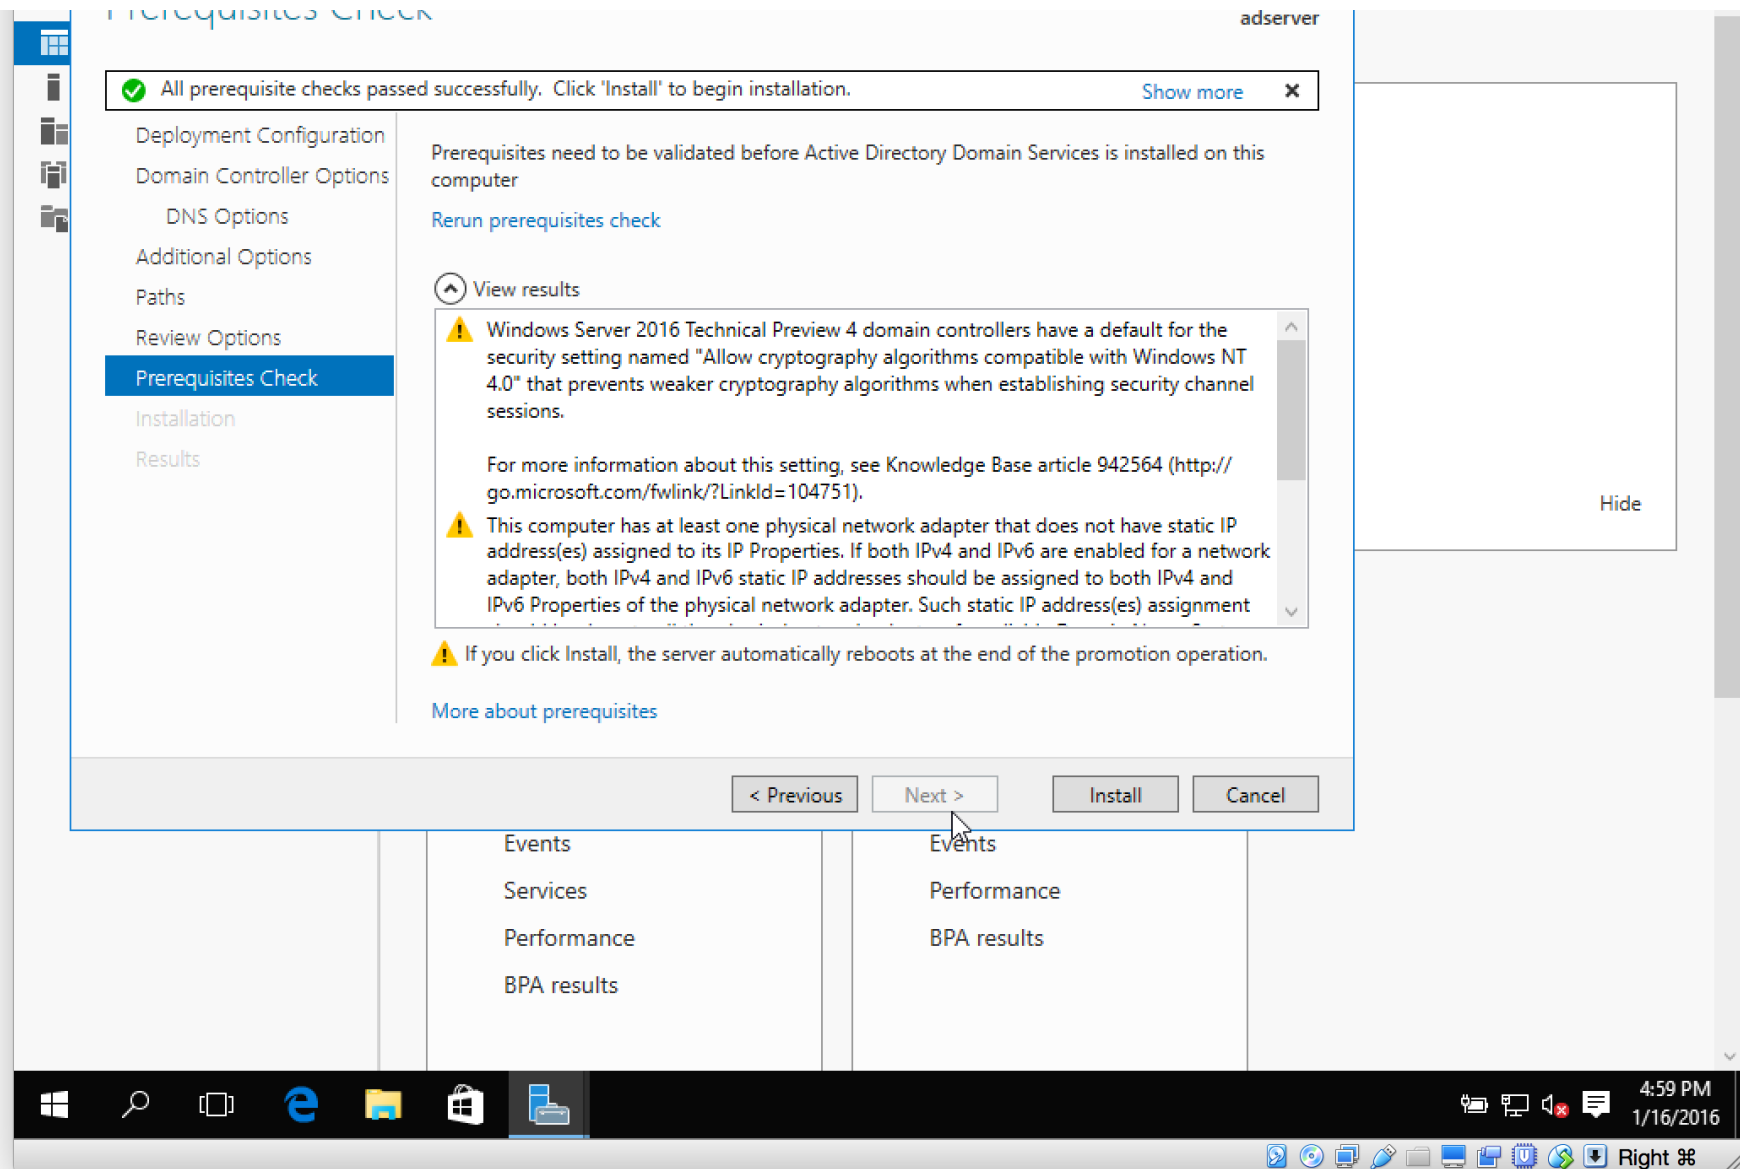 Prerequisites Check
adserver
All prerequisite checks passed successfully. Click 'Install' to begin installation.
Show more
Deployment Configuration
Domain Controller Options
DNS Options
Additional Options
Paths
Review Options
Prerequisites Check
Installation
Results
Prerequisites need to be validated before Active Directory Domain Services is installed on this
computer
Rerun prerequisites check
View results
Windows Server 2016 Technical Preview 4 domain controllers have a default for the
security setting named "Allow cryptography algorithms compatible with Windows NT
4.0" that prevents weaker cryptography algorithms when establishing security channel
sessions.
For more information about this setting, see Knowledge Base article 942564 (http://
go.microsoft.com/fwlink/?LinkId=104751).
This computer has at least one physical network adapter that does not have static IP
address(es) assigned to its IP Properties. If both IPv4 and IPv6 are enabled for a network
adapter, both IPv4 and IPv6 static IP addresses should be assigned to both IPv4 and
IPv6 Properties of the physical network adapter. Such static IP address(es) assignment
If you click Install, the server automatically reboots at the end of the promotion operation.
More about prerequisites
< Previous
Next >
Install
Cancel
Hide
Events
Services
Performance
BPA results
Events
Performance
BPA results
4:59 PM
1/16/2016
Right ⌘